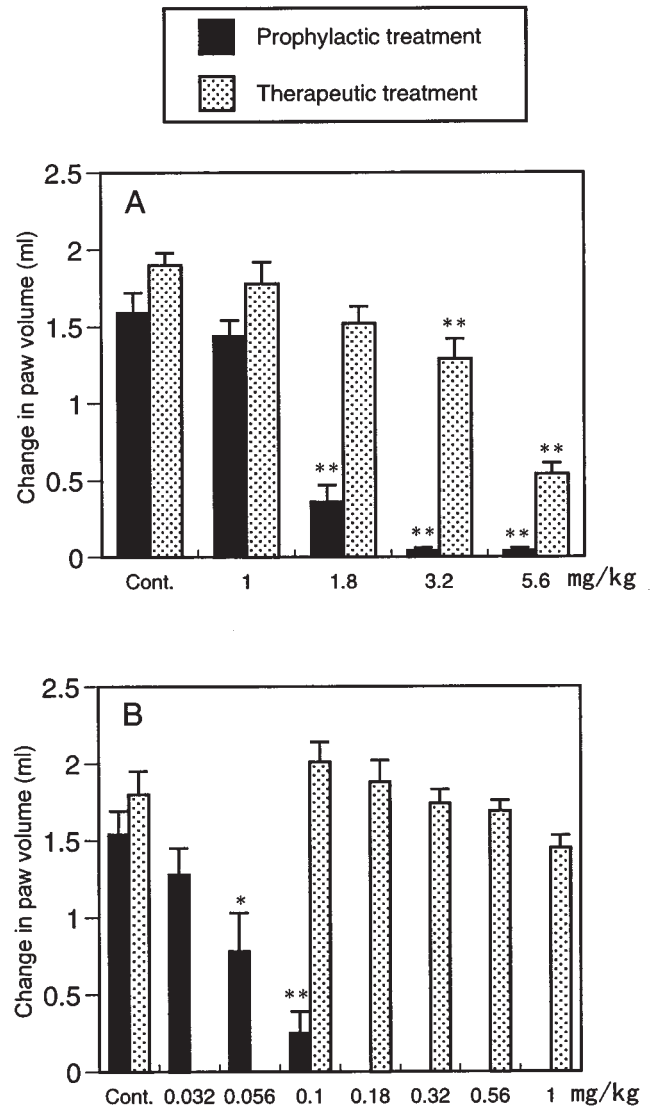 Prophylactic treatment
Therapeutic treatment
A
Change in paw volume (ml)
2.5
2
1.5
1
0.5
0
**
**
**
**
**
Cont. 1 1.8 3.2 5.6 mg/kg
B
Change in paw volume (ml)
2.5
2
1.5
1
0.5
0
*
**
Cont. 0.032 0.056 0.1 0.18 0.32 0.56 1 mg/kg